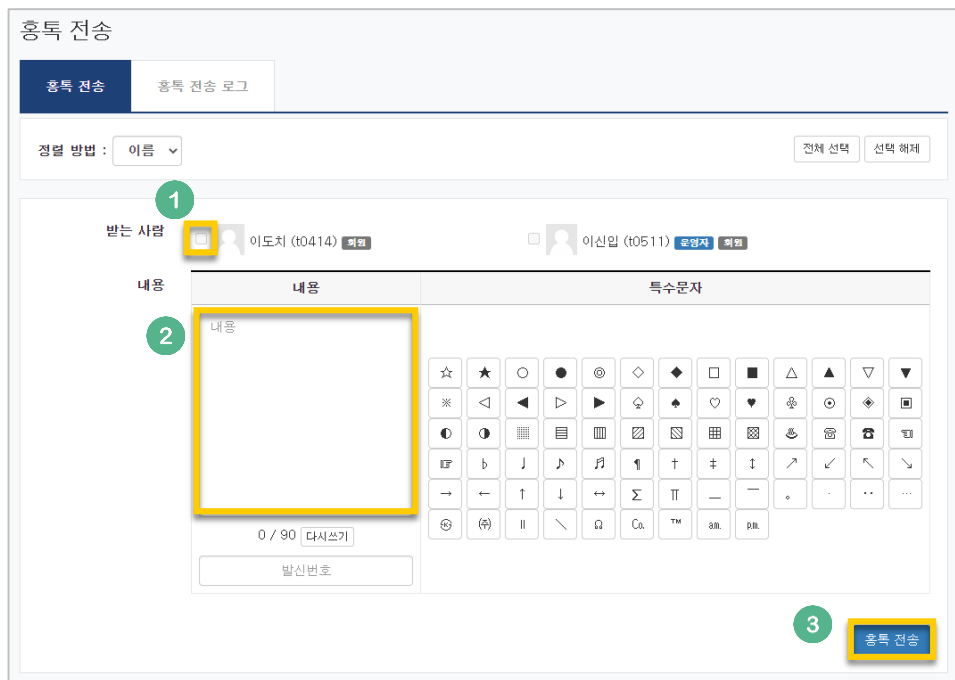 홍톡 전송
홍톡 전송 홍톡 전송 로그
정렬 방법 : 이름 전체 선택 선택 해제
1
받는 사람 이도치 (t0414) 회원 이신입 (t0511) 운영자 회원
내용 내용 특수문자
2 내용
☆ ★ ○ ● ◎ ◇ ◆ □ ■ △ ▲ ▽ ▼
※ ◁ ◀ ▷ ▶ ♤ ♠ ♡ ♥ ♧ ⊙ ◈ ▣
◐ ◑ ▒ ▤ ▥ ▨ ▧ ▦ ▩ ♨ ☏ ☎ ☜
☞ ♭ ♩ ♪ ♬ ¶ † ‡ ↕ ↗ ↙ ↖ ↘
→ ← ↑ ↓ ↔ ∑ ∏ _ ￣ 。 · ‥ …
㉿ ㈜ ∥ ＼ Ω ㏇ ™ ㏂ ㏘
0 / 90 다시쓰기
발신번호
3
홍톡 전송